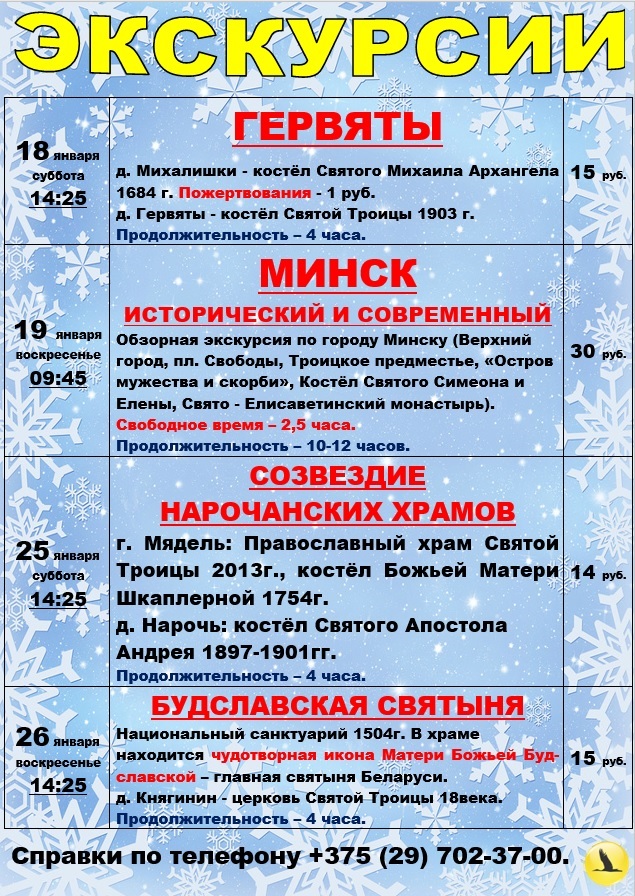 ЭКСКУРСИИ
18 января
суббота
14:25
ГЕРВЯТЫ
д. Михалишки - костёл Святого Михаила Архангела
1684 г. Пожертвования - 1 руб.
д. Гервяты - костёл Святой Троицы 1903 г.
Продолжительность – 4 часа.
15 руб.
19 января
воскресенье
09:45
МИНСК
ИСТОРИЧЕСКИЙ И СОВРЕМЕННЫЙ
Обзорная экскурсия по городу Минску (Верхний
город, пл. Свободы, Троицкое предместье, «Остров
мужества и скорби», Костёл Святого Симеона и
Елены, Свято - Елисаветинский монастырь).
Свободное время – 2,5 часа.
Продолжительность – 10-12 часов.
30 руб.
25 января
суббота
14:25
СОЗВЕЗДИЕ
НАРОЧАНСКИХ ХРАМОВ
г. Мядель: Православный храм Святой
Троицы 2013г., костёл Божьей Матери
Шкаплерной 1754г.
д. Нарочь: костёл Святого Апостола
Андрея 1897-1901гг.
Продолжительность – 4 часа.
14 руб.
26 января
воскресенье
14:25
БУДСЛАВСКАЯ СВЯТЫНЯ
Национальный санктуарий 1504г. В храме
находится чудотворная икона Матери Божьей Буд-
славской – главная святыня Беларуси.
д. Княгинин - церковь Святой Троицы 18века.
Продолжительность – 4 часа.
15 руб.
Справки по телефону +375 (29) 702-37-00.